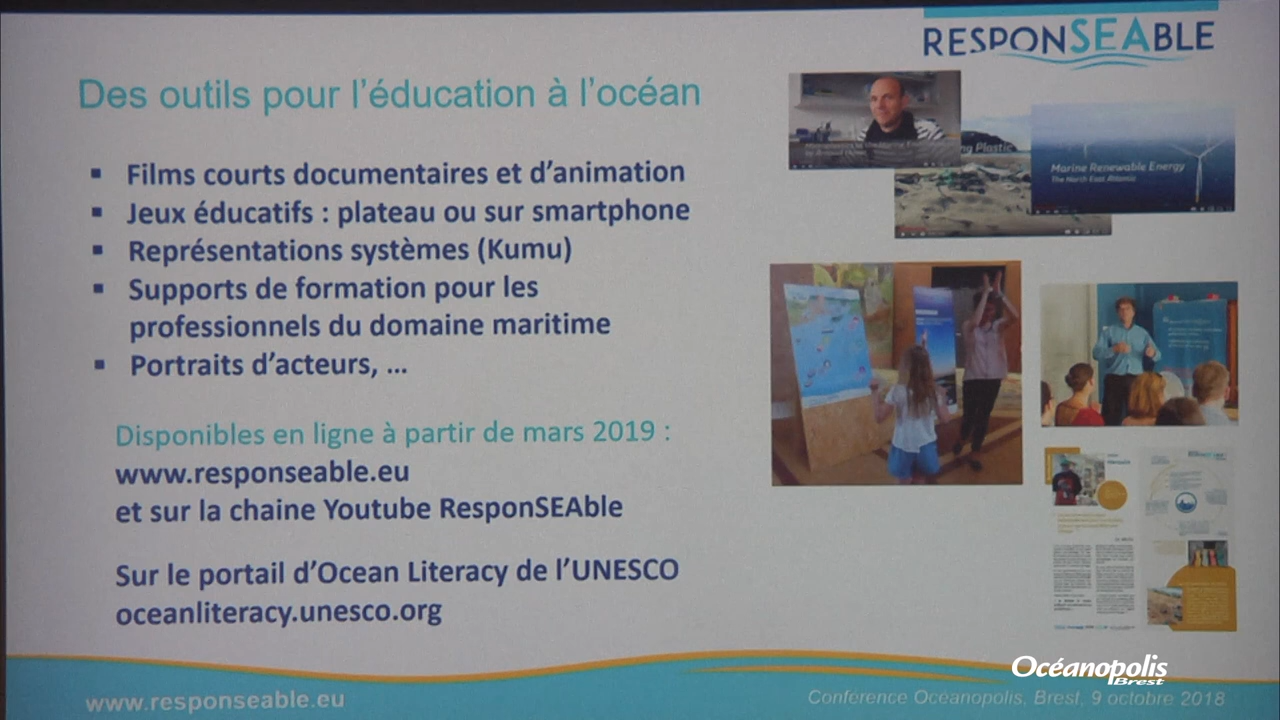 RESPONSEABLE
Des outils pour l'éducation à l'océan
▪ Films courts documentaires et d'animation
▪ Jeux éducatifs : plateau ou sur smartphone
▪ Représentations systèmes (Kumu)
▪ Supports de formation pour les
professionnels du domaine maritime
▪ Portraits d'acteurs, ...
Disponibles en ligne à partir de mars 2019 :
www.responseable.eu
et sur la chaine Youtube ResponSEAble
Sur le portail d'Ocean Literacy de l'UNESCO
oceanliteracy.unesco.org
Plastic
Marine Renewable Energy
The North East Atlantic
Océanopolis
Brest
www.responseable.eu
Conférence Océanopolis, Brest, 9 octobre 2018